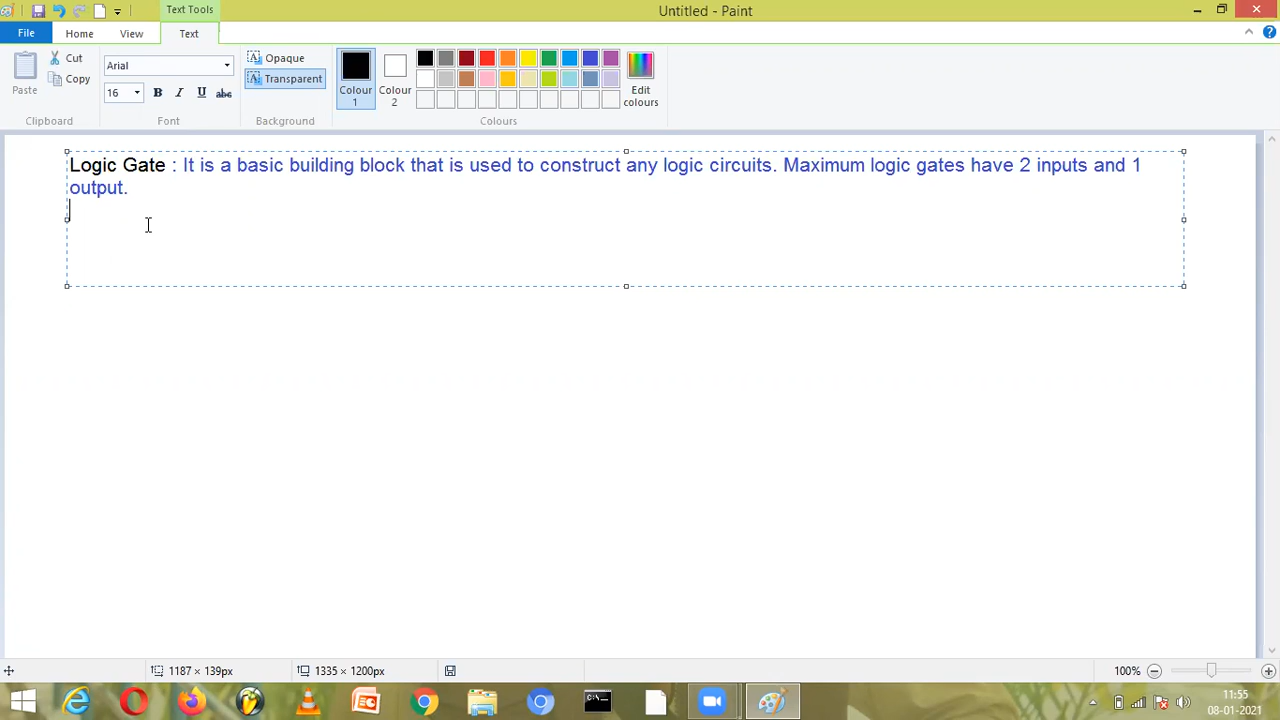 Untitled - Paint
Text Tools
File
Home
View
Text
Paste
Cut
Copy
Clipboard
Arial
16
B I U abc
Font
Opaque
Transparent
Background
Colour 1
Colour 2
Edit colours
Colours
Logic Gate : It is a basic building block that is used to construct any logic circuits. Maximum logic gates have 2 inputs and 1
output.
1187 × 139px
1335 × 1200px
100%
11:55
08-01-2021